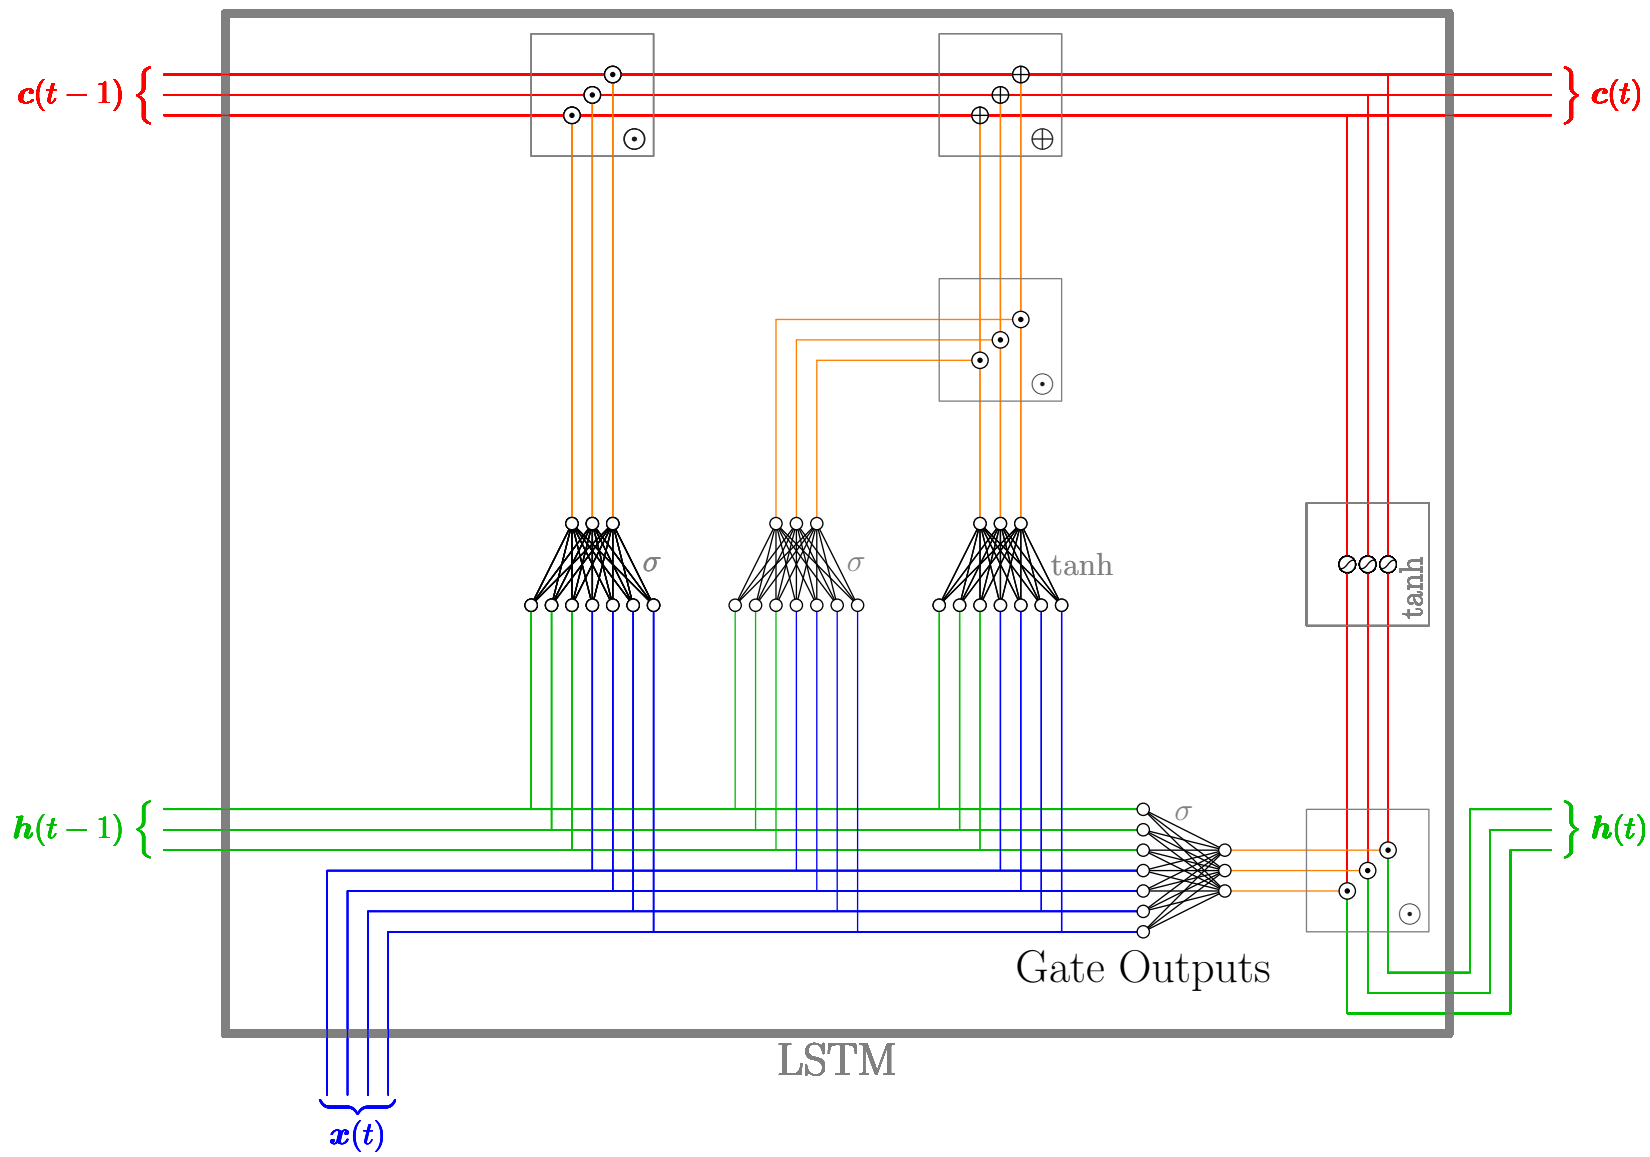 c(t − 1)
c(t)
⊙
⊕
⊙
σ
σ
tanh
tanh
h(t − 1)
σ
h(t)
⊙
Gate Outputs
LSTM
x(t)